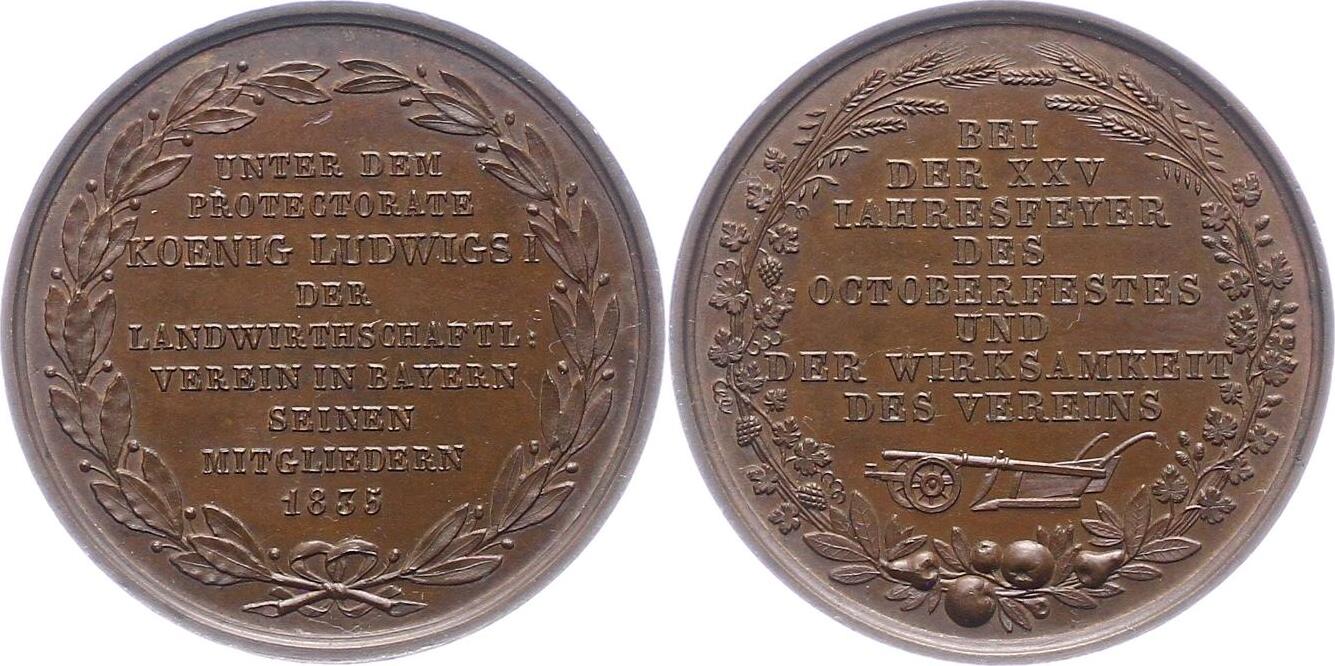 UNTER DEM
PROTECTORATE
KOENIG LUDWIGS I
DER
LANDWIRTHSCHAFTL:
VEREIN IN BAYERN
SEINEN
MITGLIEDERN
1835
BEI
DER XXV
IAHRESFEYER
DES
OCTOBERFESTES
UND
DER WIRKSAMKEIT
DES VEREINS